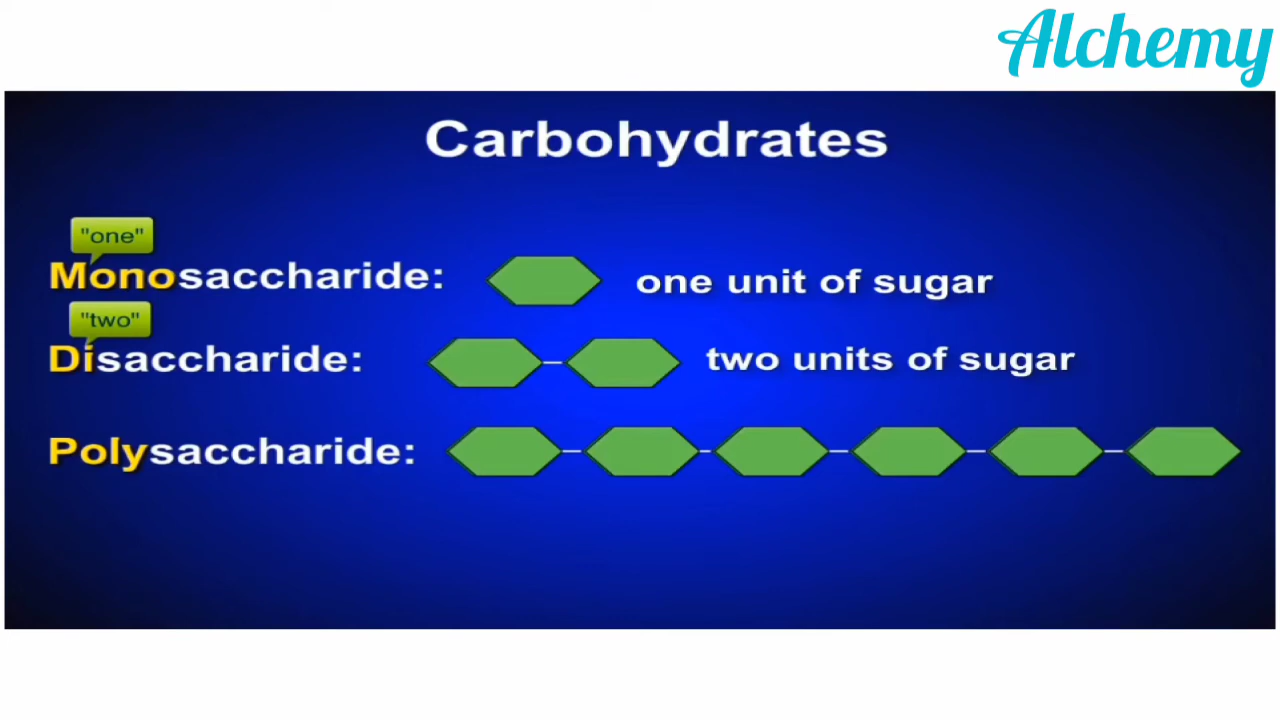 Alchemy
Carbohydrates
"one"
Monosaccharide:
one unit of sugar
"two"
Disaccharide:
two units of sugar
Polysaccharide: